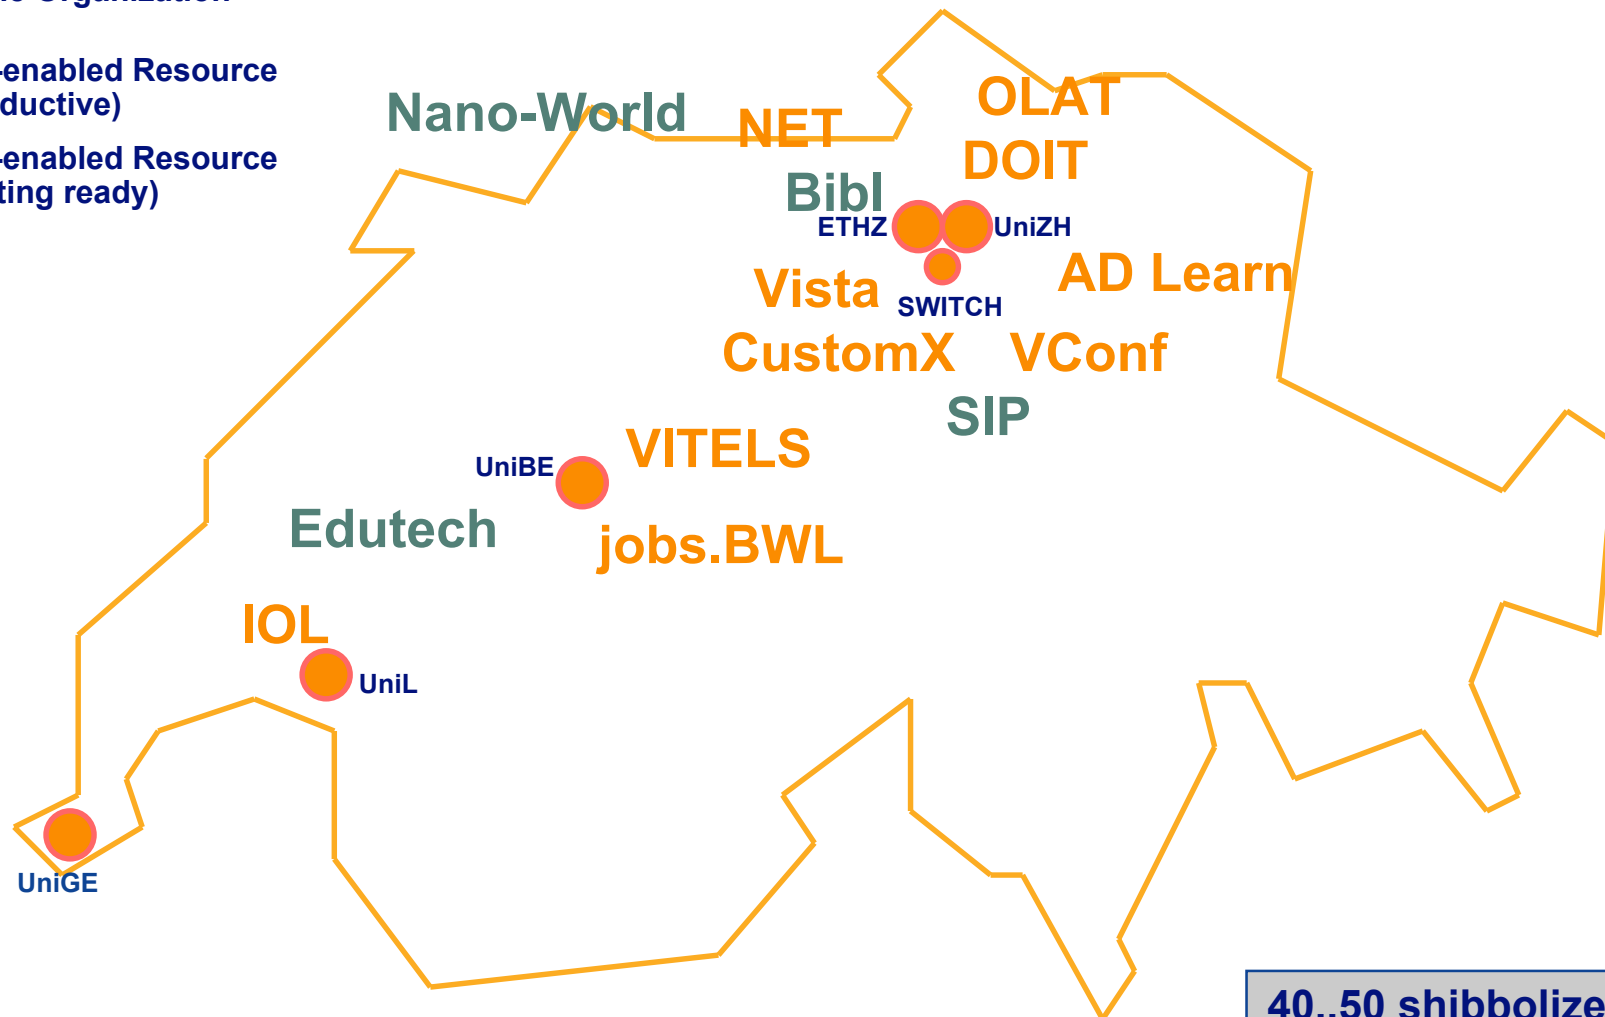 Organization
-enabled Resource
ductive)
-enabled Resource
ting ready)
Nano-World
NET
OLAT
DOIT
Bibl
ETHZ
UniZH
AD Learn
Vista
SWITCH
CustomX
VConf
SIP
VITELS
UniBE
Edutech
jobs.BWL
IOL
UniL
UniGE
40..50 shibbolize